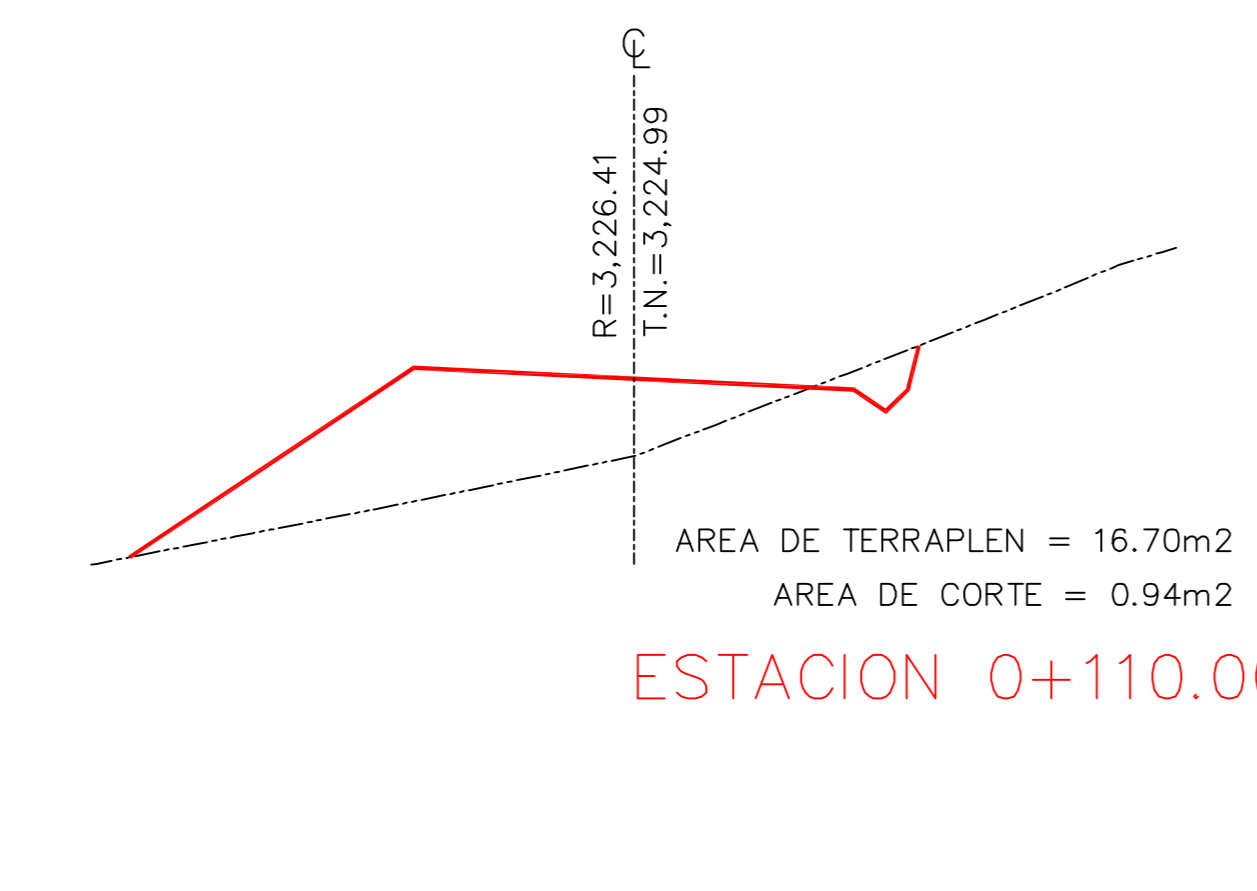 ℄
R=3,226.41
T.N.=3,224.99
AREA DE TERRAPLEN = 16.70m2
AREA DE CORTE = 0.94m2
ESTACION 0+110.0